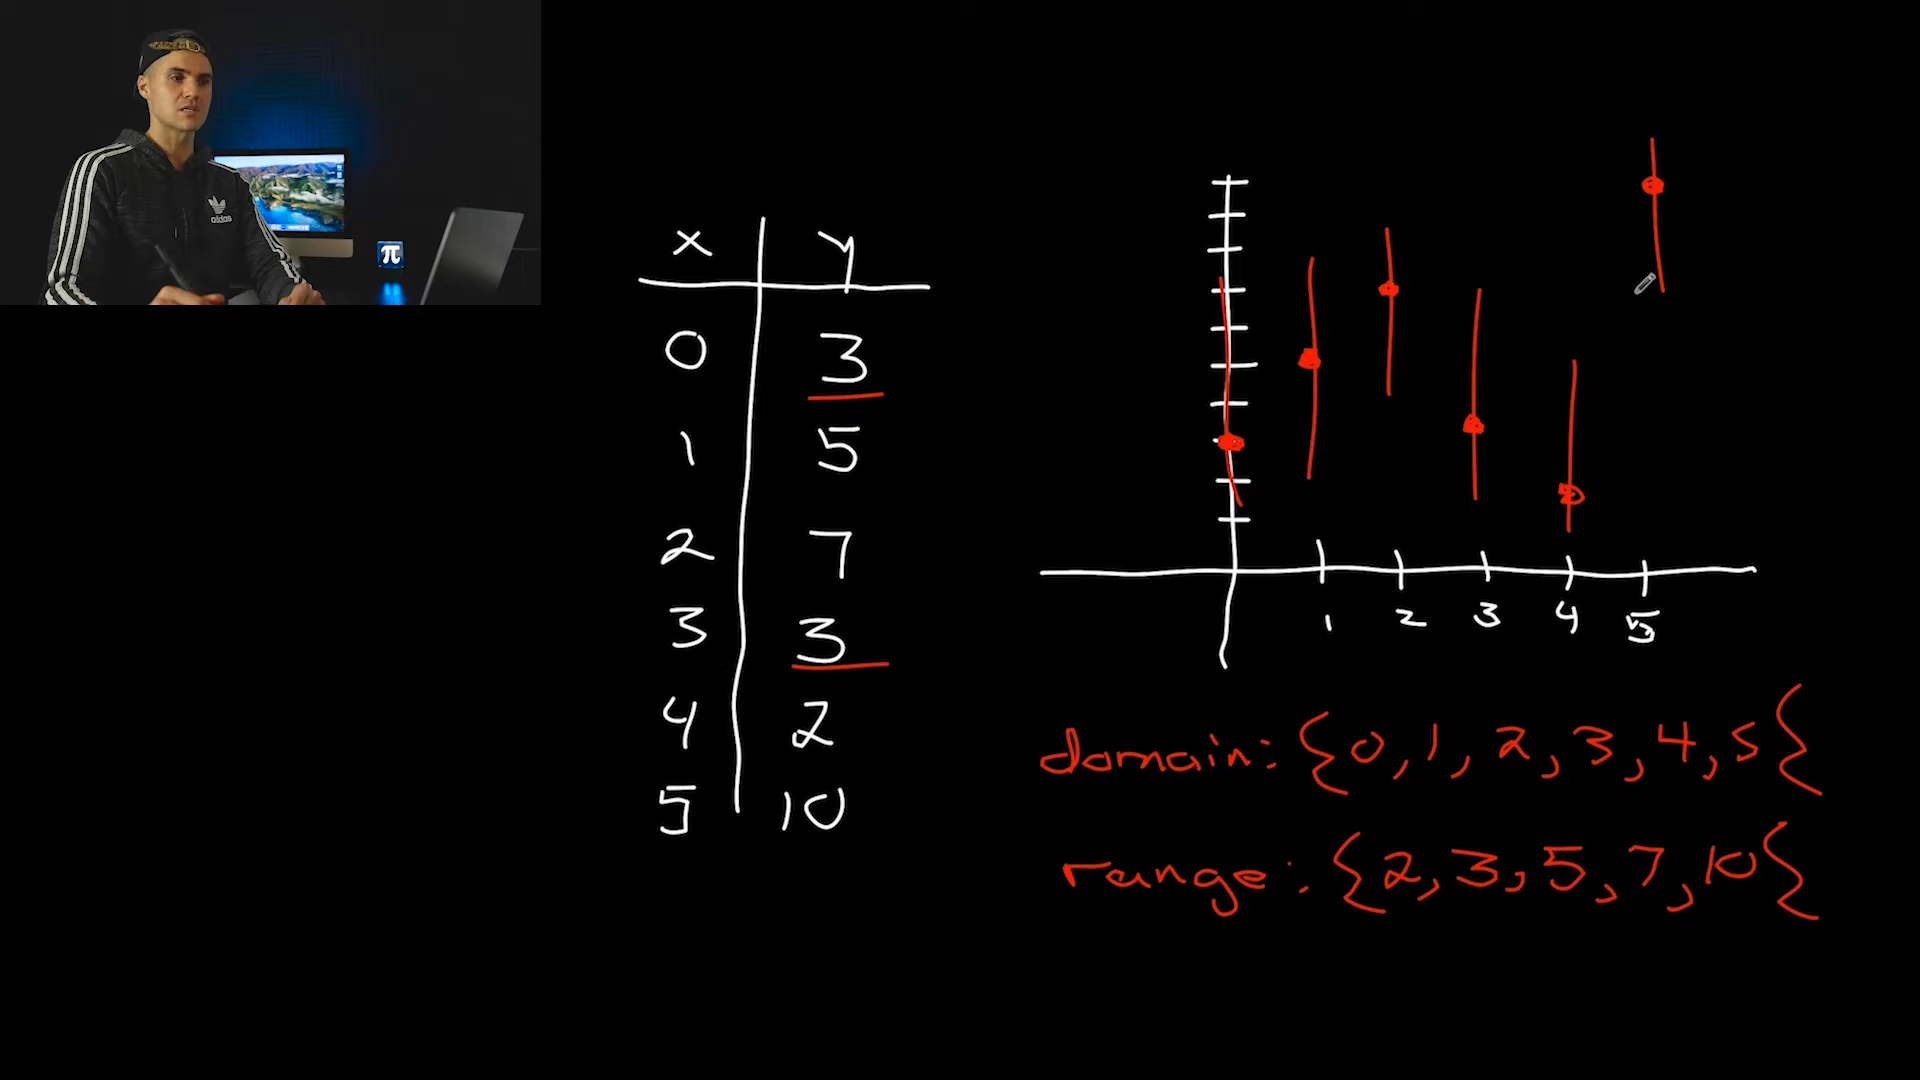 adidas
π
x y
0 3
1 5
2 7
3 3
4 2
5 10
1 2 3 4 5
domain: {0, 1, 2, 3, 4, 5{
range: {2, 3, 5, 7, 10{